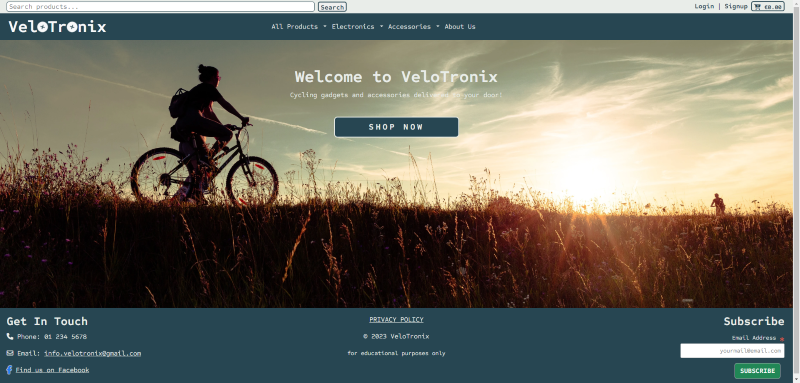 Search products...
Search
Login | Signup
€0.00
VeloTronix
All Products
Electronics
Accessories
About Us
Welcome to VeloTronix
Cycling gadgets and accessories delivered to your door!
SHOP NOW
Get In Touch
Phone: 01 234 5678
Email: info.velotronix@gmail.com
Find us on Facebook
PRIVACY POLICY
© 2023 VeloTronix
for educational purposes only
Subscribe
Email Address *
yourmail@email.com
SUBSCRIBE